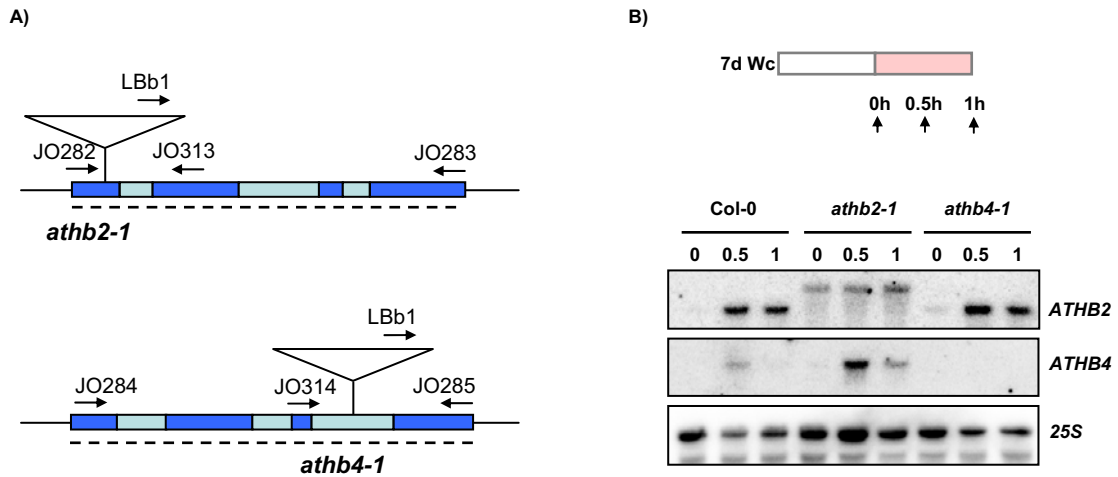 A)
LBb1
JO282
JO313
JO283
athb2-1
LBb1
JO284
JO314
JO285
athb4-1
B)
7d Wc
0h 0.5h 1h
Col-0 athb2-1 athb4-1
0 0.5 1 0 0.5 1 0 0.5 1
ATHB2
ATHB4
25S